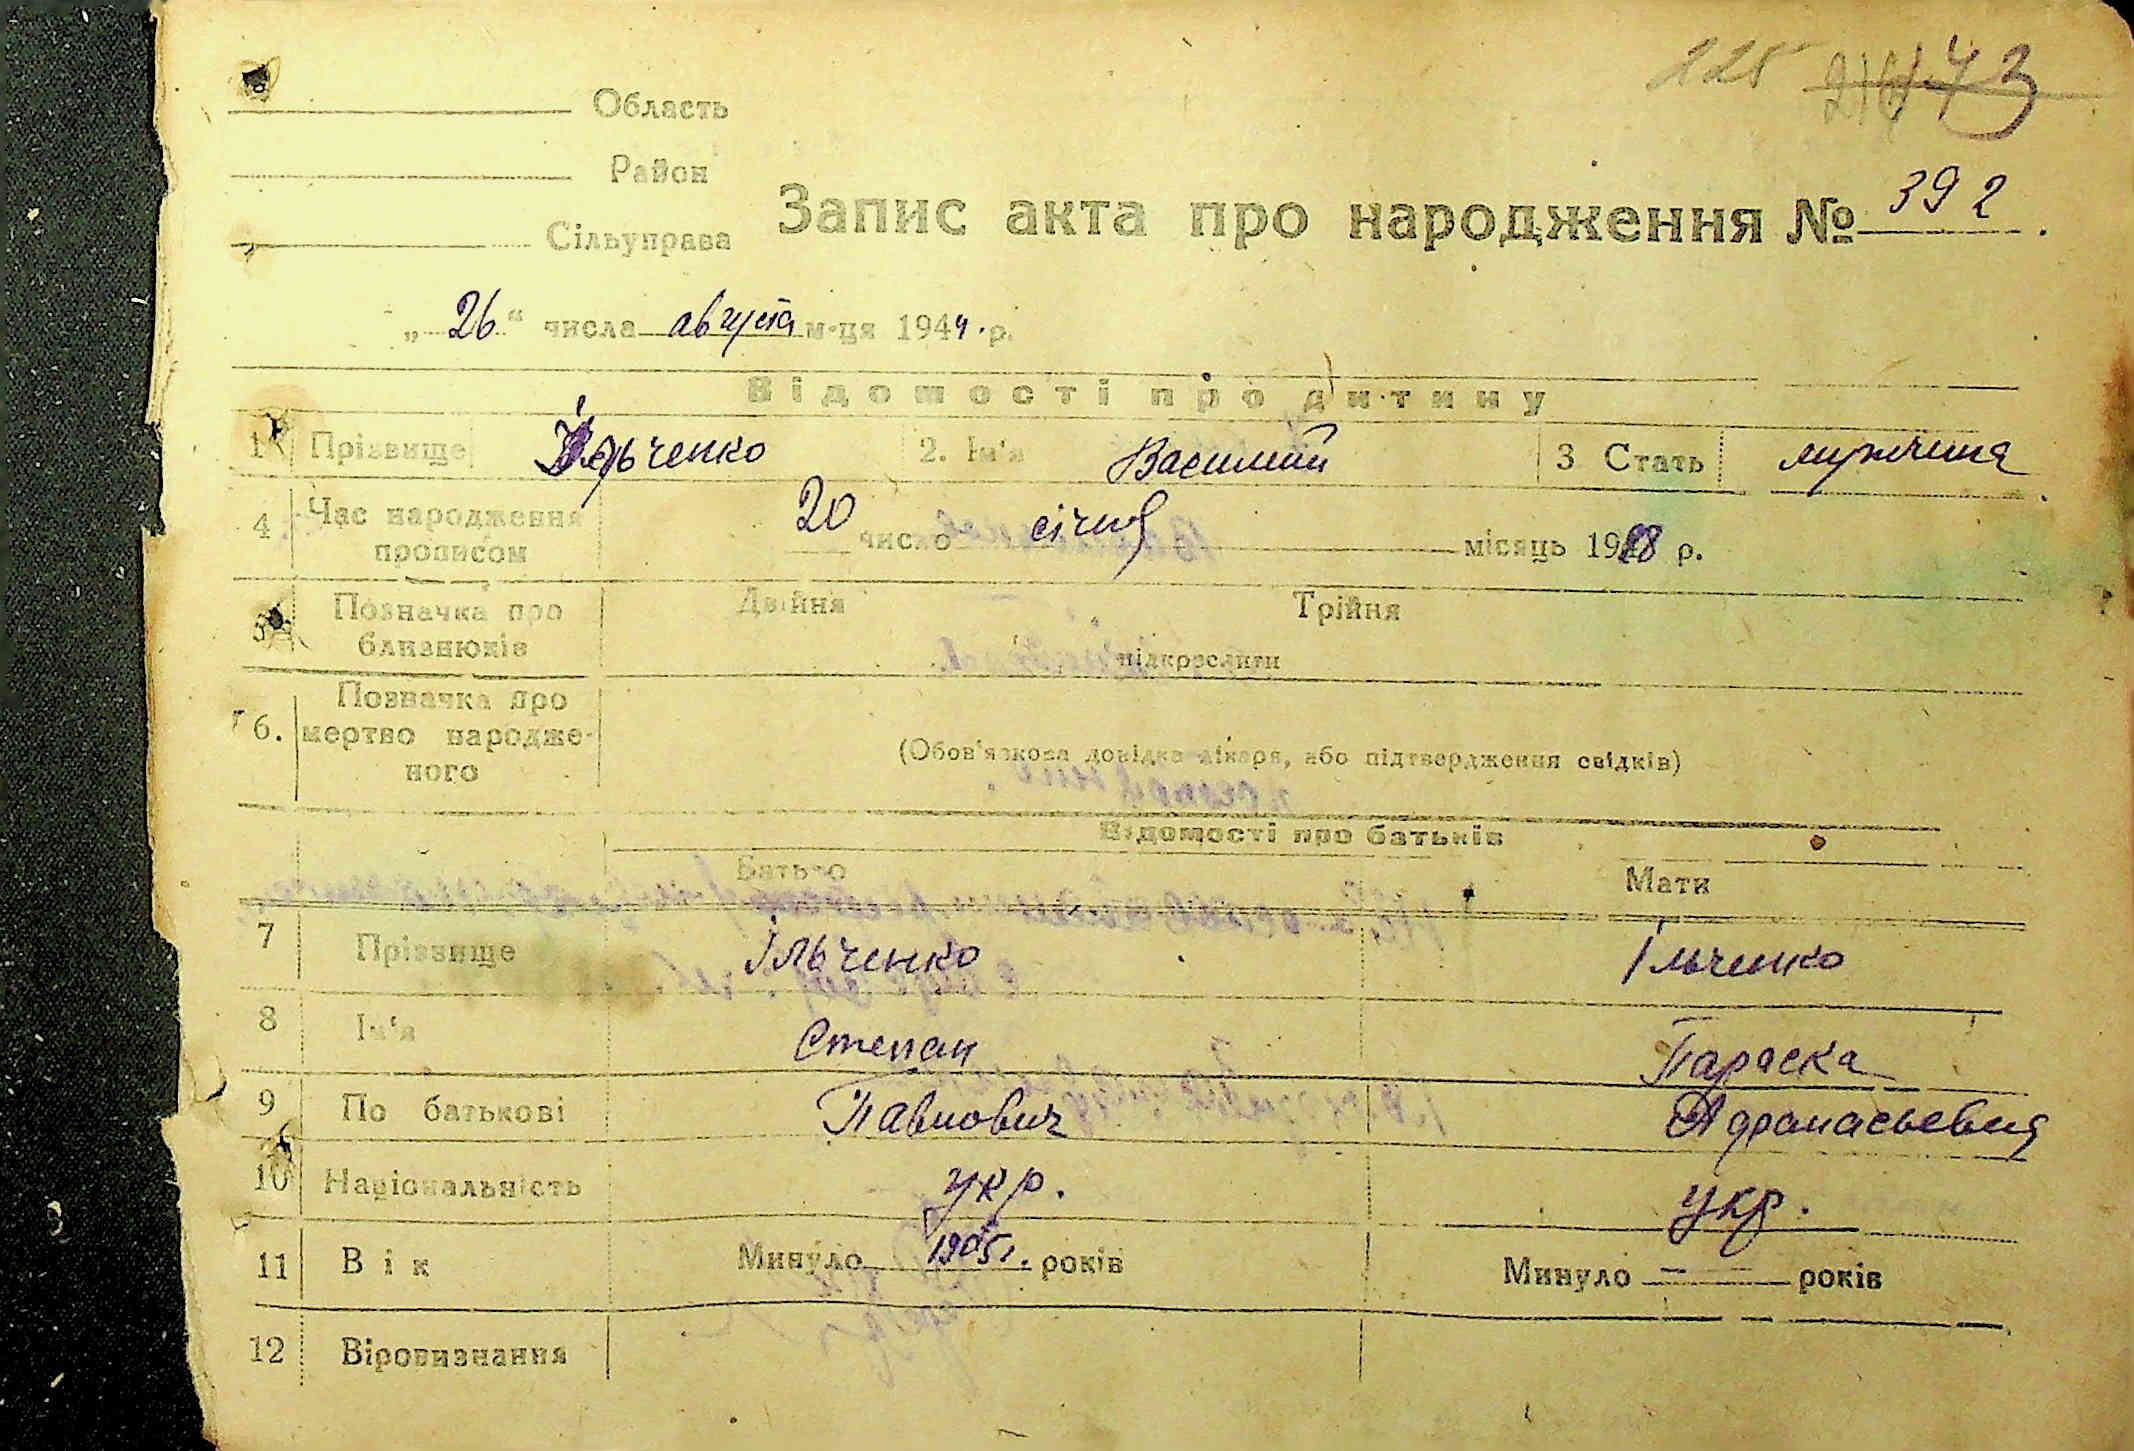 225 43
Область
Район
Сільуправа
Запис акта про народження № 392.
„26“ числа августа м-ця 1944.р.
Відомості про дитину
1 Прізвище Ільченко 2. Ім'я Василий 3 Стать мужчина
4 Час народження прописом 20 число січня місяць 1928 р.
5 Позначка про близнюків Двійня Трійня
підкреслити
6. Позначка про мертво народженого (Обов'язкова довідка лікаря, або підтвердження свідків)
Відомості про батьків
Батько Мати
7 Прізвище Ільченко Ільченко
8 Ім'я Степан Параска
9 По батькові Павлович Афанасьевна
10 Національність укр. укр.
11 Вік Минуло 1905г. років Минуло — років
12 Віровизнання